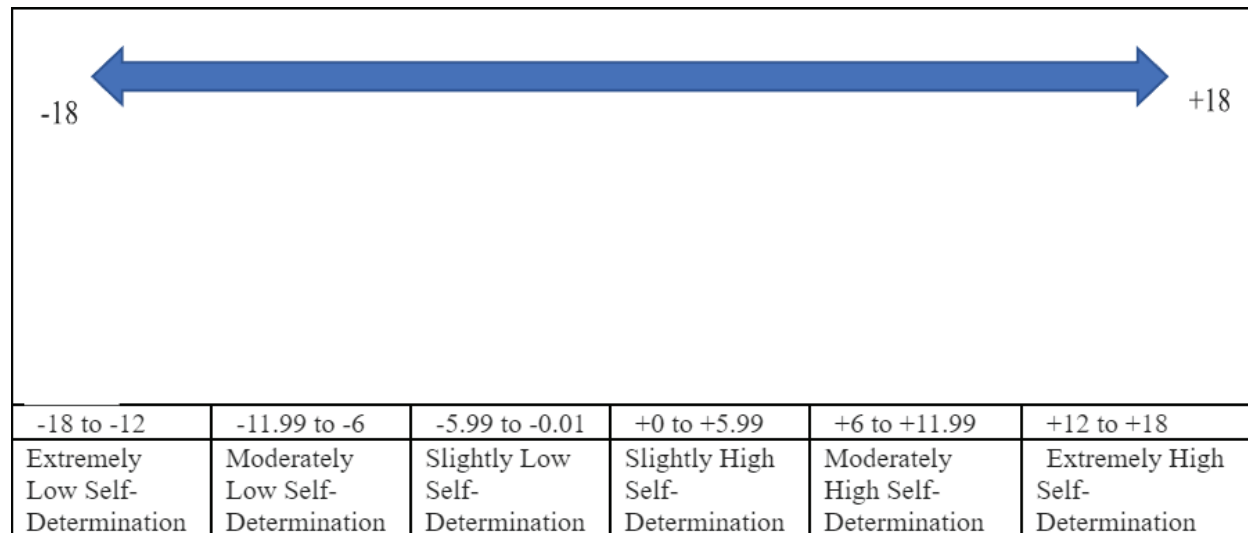 -18
+18
-18 to -12
-11.99 to -6
-5.99 to -0.01
+0 to +5.99
+6 to +11.99
+12 to +18
Extremely
Low Self-
Determination
Moderately
Low Self-
Determination
Slightly Low
Self-
Determination
Slightly High
Self-
Determination
Moderately
High Self-
Determination
Extremely High
Self-
Determination